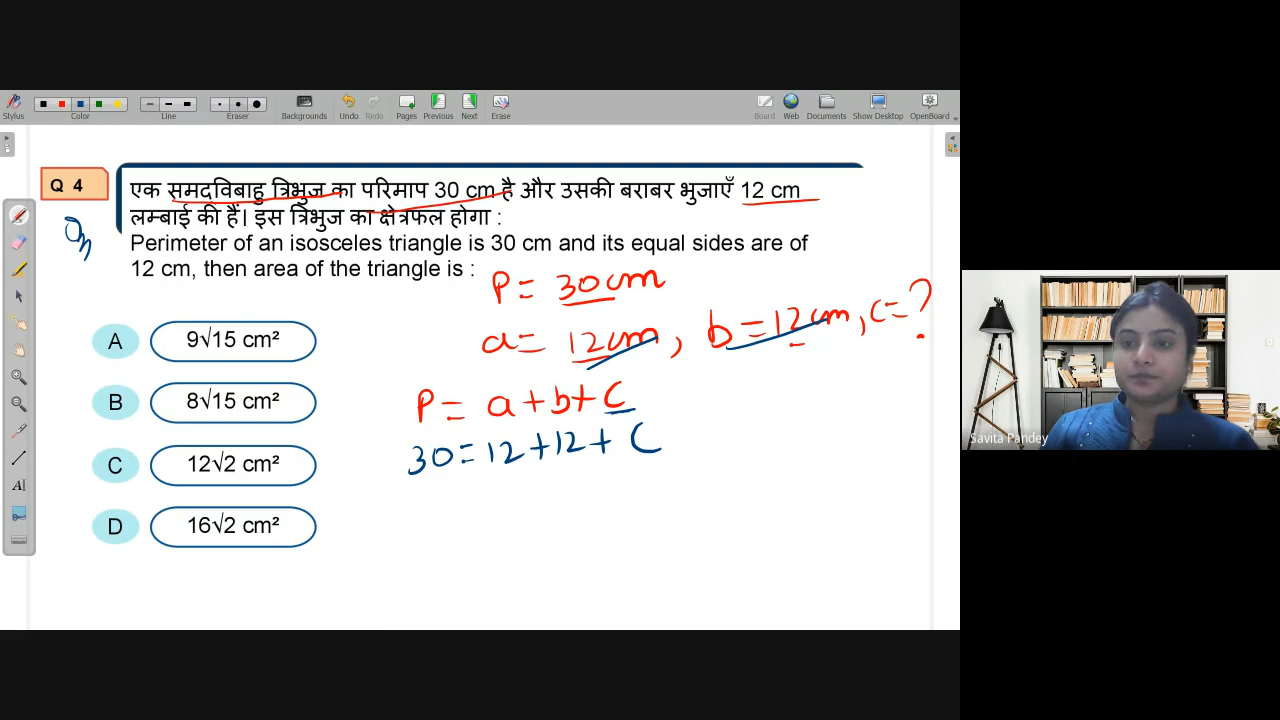 Stylus
Color
Line
Eraser
Backgrounds
Undo
Redo
Pages
Previous
Next
Erase
Board
Web
Documents
Show Desktop
OpenBoard
Q 4
एक समदविबाहु त्रिभुज का परिमाप 30 cm है और उसकी बराबर भुजाएँ 12 cm
लम्बाई की हैं। इस त्रिभुज का क्षेत्रफल होगा :
Perimeter of an isosceles triangle is 30 cm and its equal sides are of
12 cm, then area of the triangle is :
P = 30cm
a = 12cm, b = 12cm, c = ?
P = a + b + c
30 = 12 + 12 + C
A 9√15 cm²
B 8√15 cm²
C 12√2 cm²
D 16√2 cm²
Savita Pandey